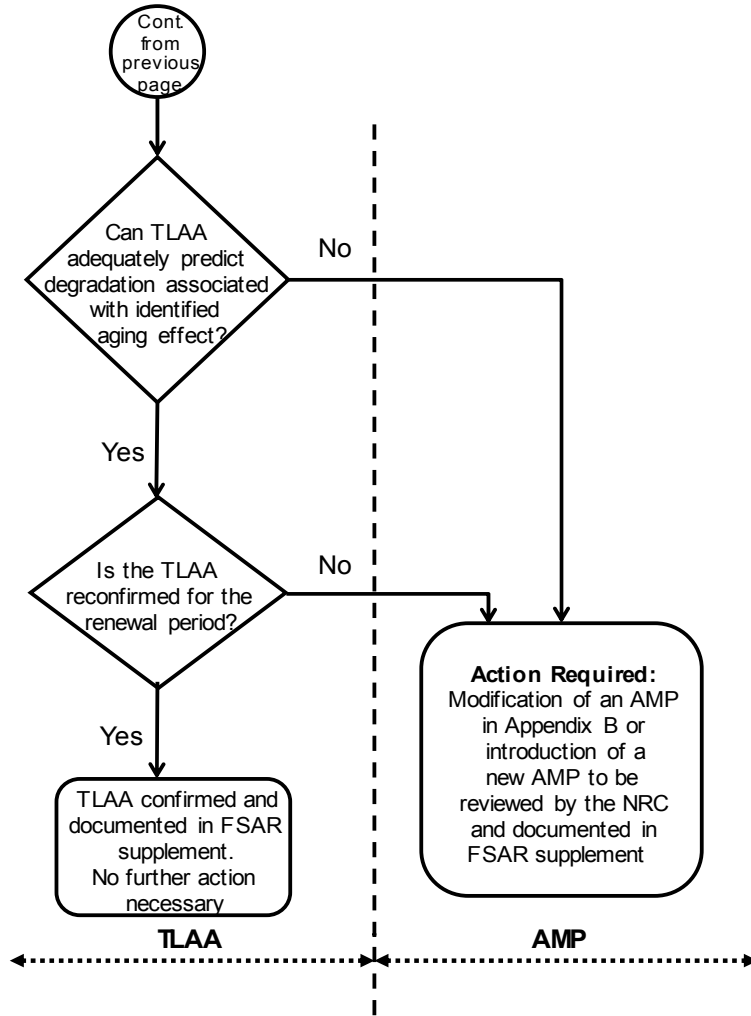 Cont.
from
previous
page
Can TLAA
adequately predict
degradation associated
with identified
aging effect?
No
Yes
Is the TLAA
reconfirmed for the
renewal period?
No
Yes
Action Required:
Modification of an AMP
in Appendix B or
introduction of a
new AMP to be
reviewed by the NRC
and documented in
FSAR supplement
TLAA confirmed and
documented in FSAR
supplement.
No further action
necessary
TLAA
AMP